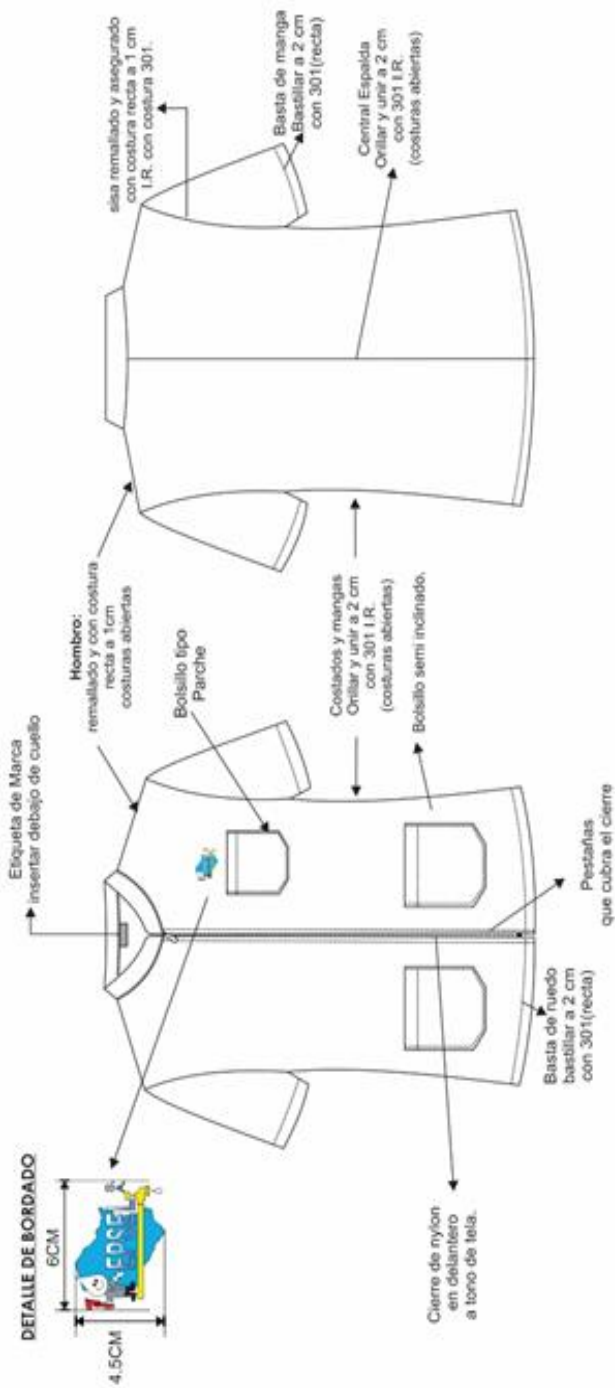 DETALLE DE BORDADO
6CM
4.5CM
EPSEL
S.A.
Etiqueta de Marca
insertar debajo de cuello
Hombro:
remallado y con costura
recta a 1cm
costuras abiertas
Bolsillo tipo
Parche
Costados y mangas
Orillar y unir a 2 cm
con 301 I.R.
(costuras abiertas)
Bolsillo semi inclinado.
Pestañas
que cubra el cierre
Basta de ruedo
bastillar a 2 cm
con 301(recta)
Cierre de nylon
en delantero
a tono de tela.
sisa remallado y asegurado
con costura recta a 1 cm
I.R. con costura 301.
Basta de manga
Bastillar a 2 cm
con 301(recta)
Central Espalda
Orillar y unir a 2 cm
con 301 I.R.
(costuras abiertas)